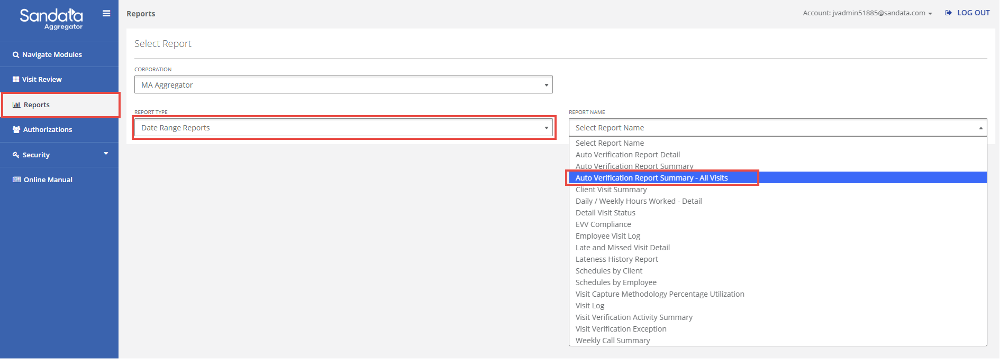 Sandata
Aggregator
Navigate Modules
Visit Review
Reports
Authorizations
Security
Online Manual
Reports
Account: jvadmin51885@sandata.com
LOG OUT
Select Report
CORPORATION
MA Aggregator
REPORT TYPE
Date Range Reports
REPORT NAME
Select Report Name
Select Report Name
Auto Verification Report Detail
Auto Verification Report Summary
Auto Verification Report Summary - All Visits
Client Visit Summary
Daily / Weekly Hours Worked - Detail
Detail Visit Status
EVV Compliance
Employee Visit Log
Late and Missed Visit Detail
Lateness History Report
Schedules by Client
Schedules by Employee
Visit Capture Methodology Percentage Utilization
Visit Log
Visit Verification Activity Summary
Visit Verification Exception
Weekly Call Summary